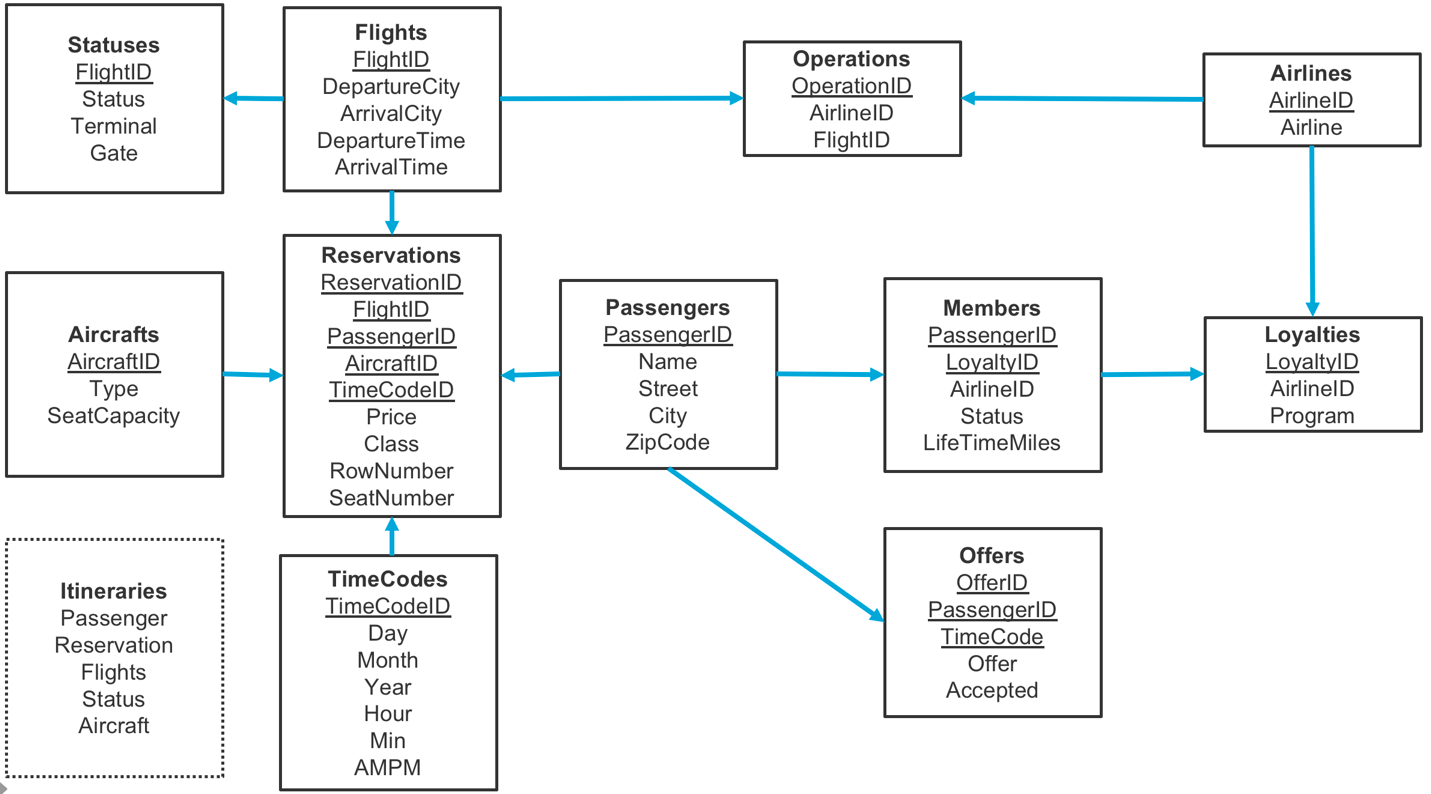 Statuses
FlightID
Status
Terminal
Gate
Flights
FlightID
DepartureCity
ArrivalCity
DepartureTime
ArrivalTime
Operations
OperationID
AirlineID
FlightID
Airlines
AirlineID
Airline
Aircrafts
AircraftID
Type
SeatCapacity
Reservations
ReservationID
FlightID
PassengerID
AircraftID
TimeCodeID
Price
Class
RowNumber
SeatNumber
Passengers
PassengerID
Name
Street
City
ZipCode
Members
PassengerID
LoyaltyID
AirlineID
Status
LifeTimeMiles
Loyalties
LoyaltyID
AirlineID
Program
Itineraries
Passenger
Reservation
Flights
Status
Aircraft
TimeCodes
TimeCodeID
Day
Month
Year
Hour
Min
AMPM
Offers
OfferID
PassengerID
TimeCode
Offer
Accepted